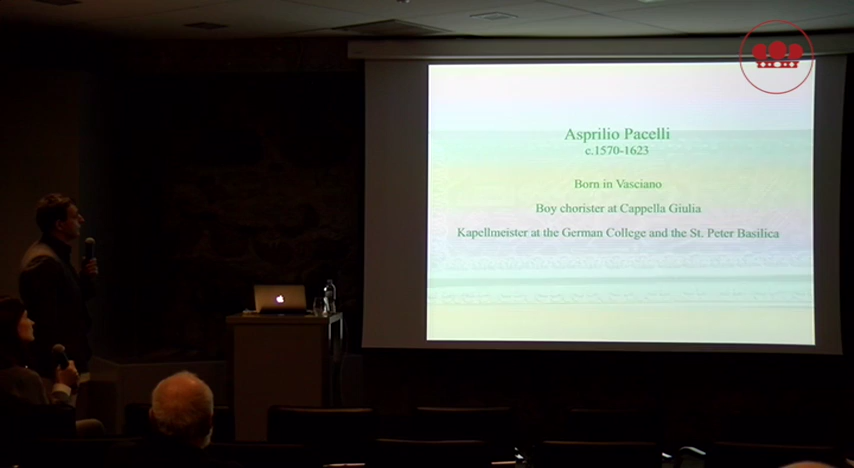 Asprilio Pacelli
c.1570-1623
Born in Vasciano
Boy chorister at Cappella Giulia
Kapellmeister at the German College and the St. Peter Basilica